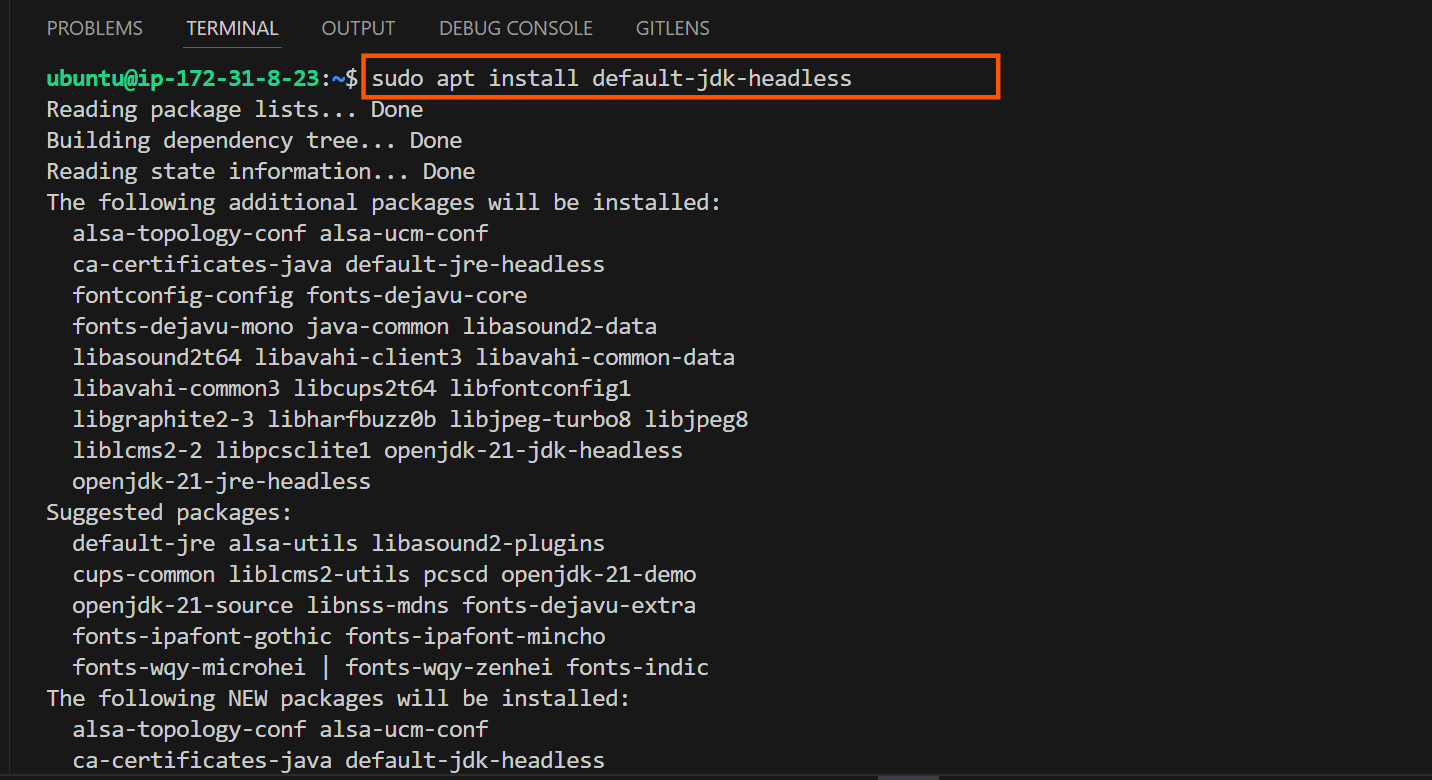 PROBLEMS TERMINAL OUTPUT DEBUG CONSOLE GITLENS
ubuntu@ip-172-31-8-23:~$ sudo apt install default-jdk-headless
Reading package lists... Done
Building dependency tree... Done
Reading state information... Done
The following additional packages will be installed:
  alsa-topology-conf alsa-ucm-conf
  ca-certificates-java default-jre-headless
  fontconfig-config fonts-dejavu-core
  fonts-dejavu-mono java-common libasound2-data
  libasound2t64 libavahi-client3 libavahi-common-data
  libavahi-common3 libcups2t64 libfontconfig1
  libgraphite2-3 libharfbuzz0b libjpeg-turbo8 libjpeg8
  liblcms2-2 libpcsclite1 openjdk-21-jdk-headless
  openjdk-21-jre-headless
Suggested packages:
  default-jre alsa-utils libasound2-plugins
  cups-common liblcms2-utils pcscd openjdk-21-demo
  openjdk-21-source libnss-mdns fonts-dejavu-extra
  fonts-ipafont-gothic fonts-ipafont-mincho
  fonts-wqy-microhei | fonts-wqy-zenhei fonts-indic
The following NEW packages will be installed:
  alsa-topology-conf alsa-ucm-conf
  ca-certificates-java default-jdk-headless